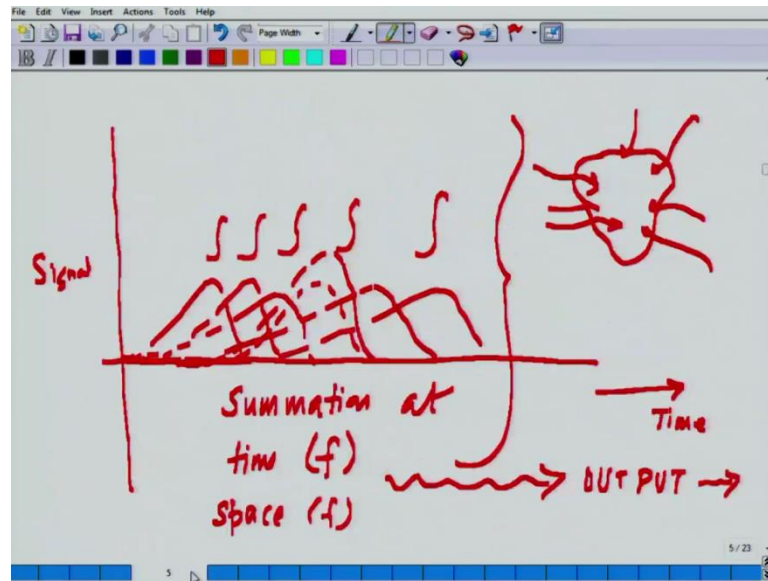 File Edit View Insert Actions Tools Help
Page Width
B I
Signal
∫ ∫ ∫ ∫ ∫
Summation at
time (f)
space (f)
Time
OUTPUT
5 / 23
5